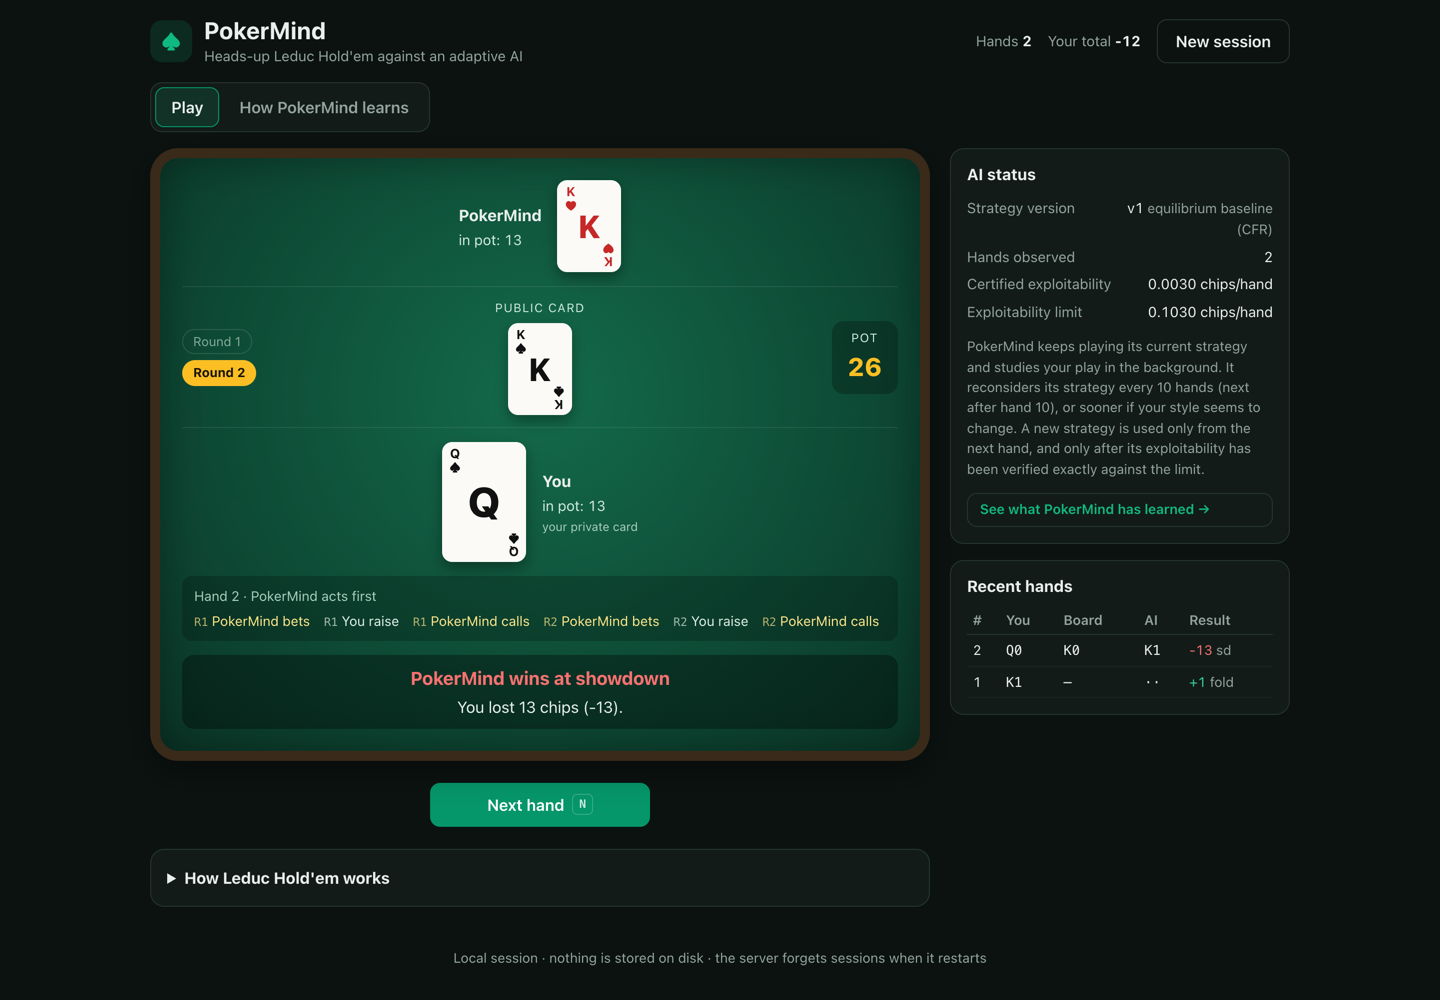 PokerMind
Heads-up Leduc Hold'em against an adaptive AI
Hands 2 Your total -12 New session
Play How PokerMind learns
PokerMind
in pot: 13
K
K
K
PUBLIC CARD
K
K
K
Round 1
Round 2
POT
26
Q
Q
Q
You
in pot: 13
your private card
Hand 2 · PokerMind acts first
R1 PokerMind bets R1 You raise R1 PokerMind calls R2 PokerMind bets R2 You raise R2 PokerMind calls
PokerMind wins at showdown
You lost 13 chips (-13).
Next hand N
▶ How Leduc Hold'em works
AI status
Strategy version v1 equilibrium baseline
(CFR)
Hands observed 2
Certified exploitability 0.0030 chips/hand
Exploitability limit 0.1030 chips/hand
PokerMind keeps playing its current strategy
and studies your play in the background. It
reconsiders its strategy every 10 hands (next
after hand 10), or sooner if your style seems to
change. A new strategy is used only from the
next hand, and only after its exploitability has
been verified exactly against the limit.
See what PokerMind has learned →
Recent hands
# You Board AI Result
2 Q0 K0 K1 -13 sd
1 K1 – ·· +1 fold
Local session · nothing is stored on disk · the server forgets sessions when it restarts